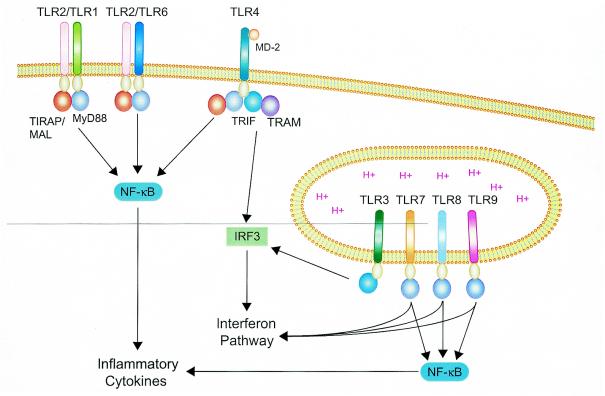 TLR2/TLR1
TLR2/TLR6
TLR4
MD-2
TIRAP/
MAL
MyD88
TRIF
TRAM
NF-κB
H+
H+
H+
H+
H+
H+
H+
TLR3
TLR7
TLR8
TLR9
IRF3
Interferon
Pathway
Inflammatory
Cytokines
NF-κB